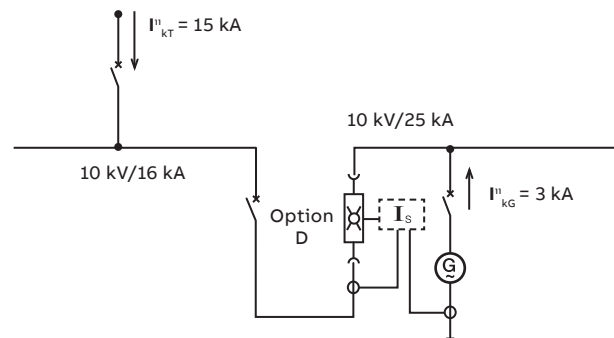 I"kT = 15 kA
10 kV/25 kA
10 kV/16 kA
Option
D
Is
I"kG = 3 kA
G
~